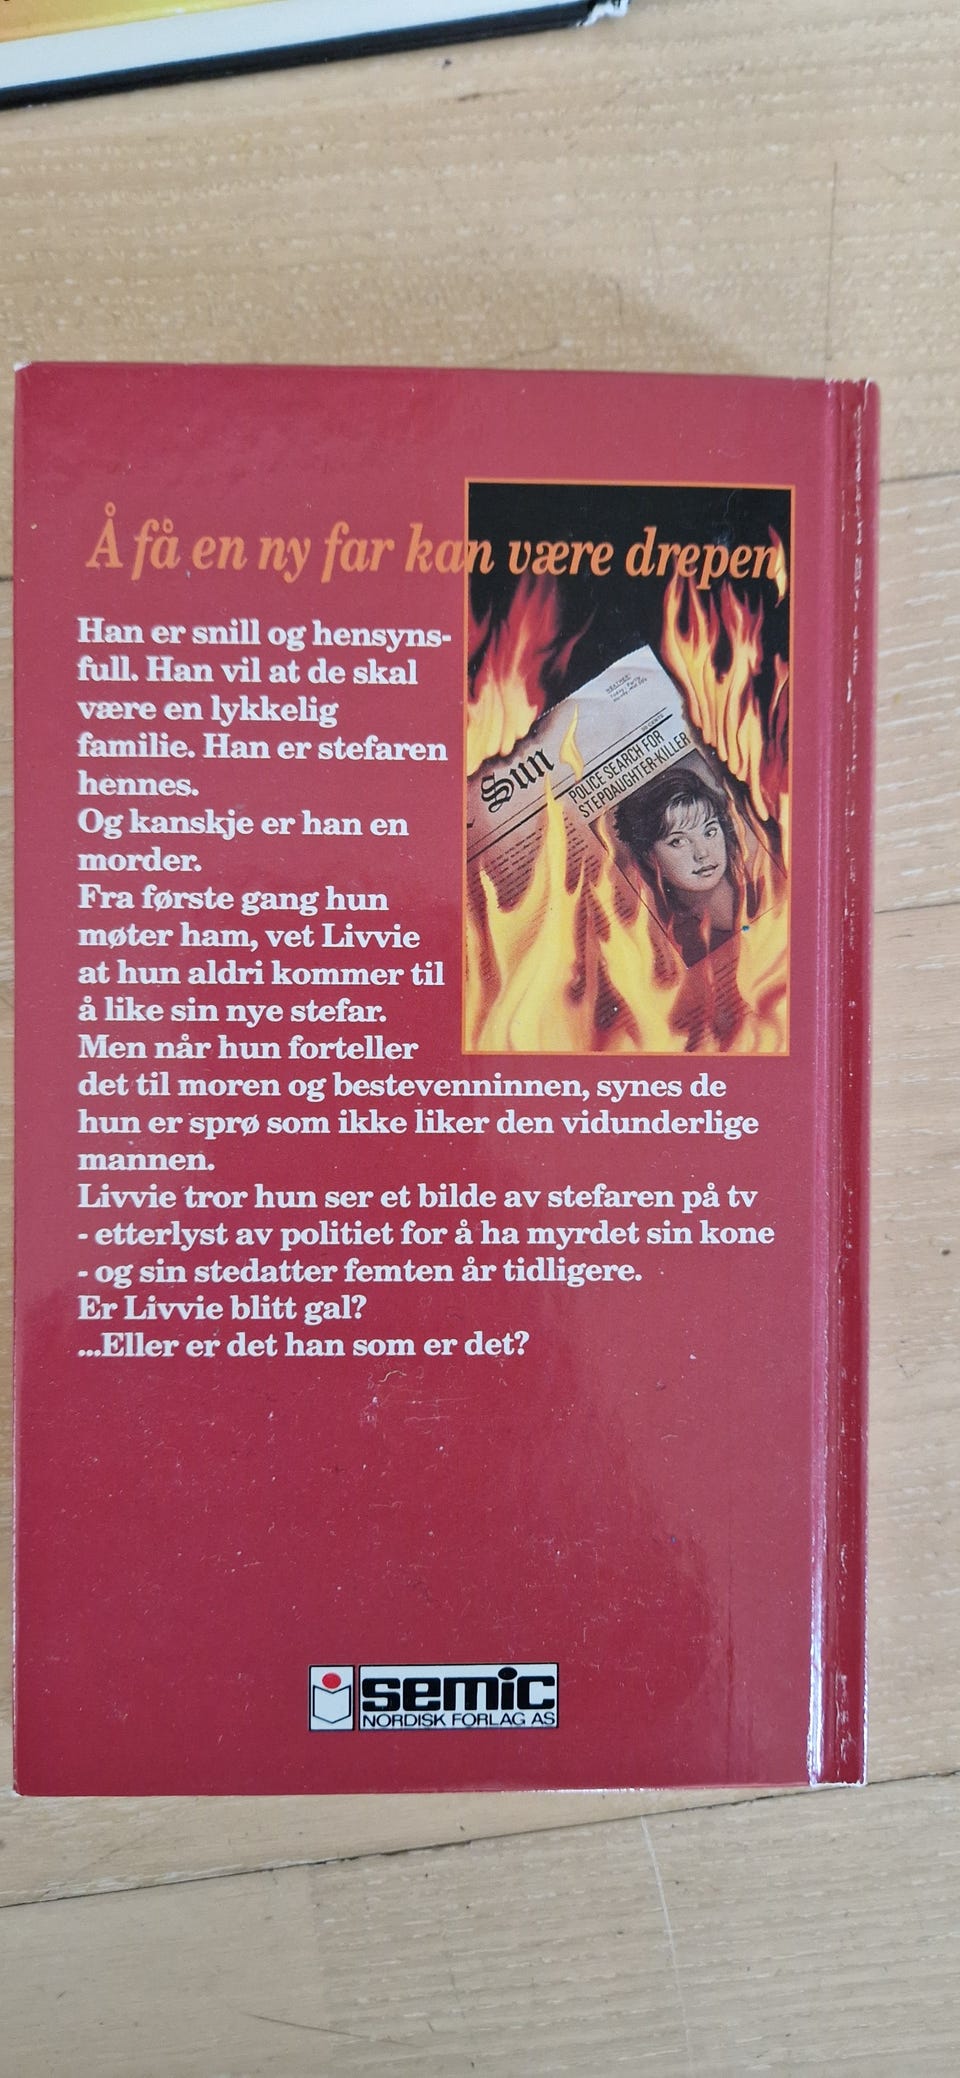 Å få en ny far kan være drepen
Han er snill og hensyns-
full. Han vil at de skal
være en lykkelig
familie. Han er stefaren
hennes.
Og kanskje er han en
morder.
Fra første gang hun
møter ham, vet Livvie
at hun aldri kommer til
å like sin nye stefar.
Men når hun forteller
det til moren og bestevenninnen, synes de
hun er sprø som ikke liker den vidunderlige
mannen.
Livvie tror hun ser et bilde av stefaren på tv
- etterlyst av politiet for å ha myrdet sin kone
- og sin stedatter femten år tidligere.
Er Livvie blitt gal?
...Eller er det han som er det?
WEATHER
Sun
POLICE SEARCH FOR
STEPDAUGHTER-KILLER
semic
NORDISK FORLAG AS